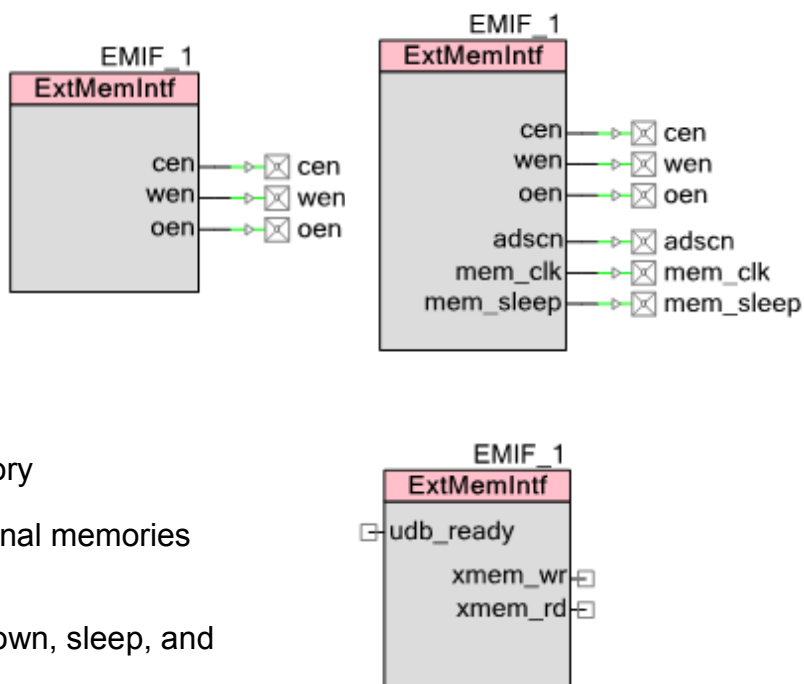 EMIF_1
ExtMemIntf
cen
cen
wen
wen
oen
oen
EMIF_1
ExtMemIntf
cen
cen
wen
wen
oen
oen
adscn
adscn
mem_clk
mem_clk
mem_sleep
mem_sleep
nal memories
own, sleep, and
EMIF_1
ExtMemIntf
udb_ready
xmem_wr
xmem_rd